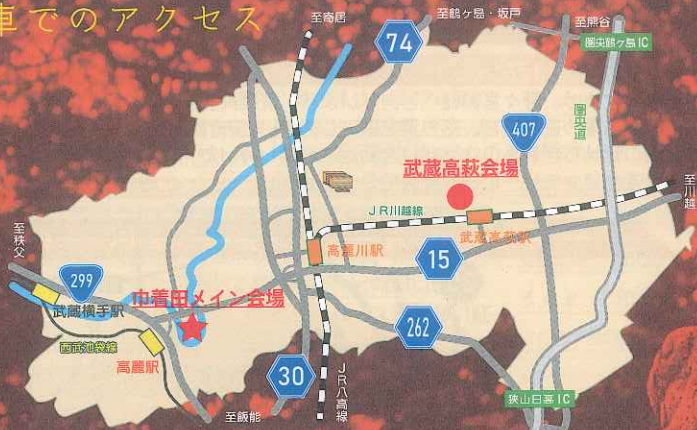 車でのアクセス
至寄居
至鶴ヶ島・坂戸
至熊谷
圏央鶴ヶ島IC
74
407
圏央道
武蔵高萩会場
至川越
JR川越線
武蔵高萩駅
高麗川駅
15
至秩父
299
武蔵横手駅
巾着田メイン会場
262
西武池袋線
高麗駅
30
JR八高線
狭山日高IC
至飯能